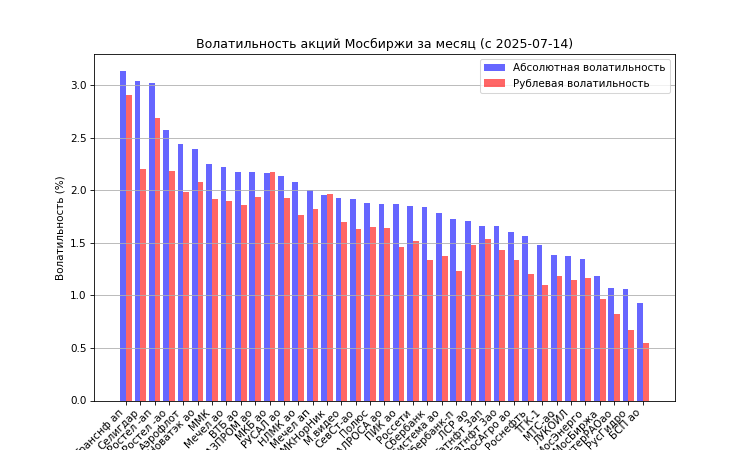 Волатильность акций Мосбиржи за месяц (с 2025-07-14)
Абсолютная волатильность
Рублевая волатильность
Волатильность (%)
3.0
2.5
2.0
1.5
1.0
0.5
0.0
Селигдар
Ростел -ап
Ростел -ао
Аэрофлот
Новатэк ао
ММК
Мечел ао
ВТБ ао
МКБ ао
РУСАЛ ао
НЛМК ао
Мечел ап
М.видео
СевСт-ао
Полюс
ПИК ао
Россети
Сбербанк
ЛСР ао
Роснефть
ТГК-1
МТС-ао
ЛУКОЙЛ
МосБиржа
БСП ао